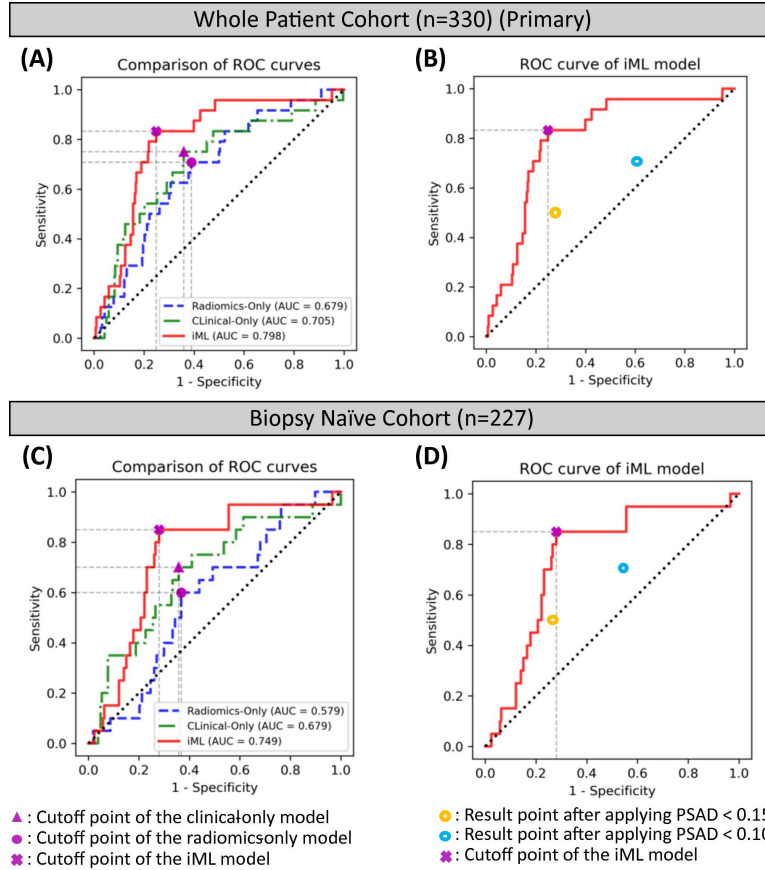 Whole Patient Cohort (n=330) (Primary)
(A)
Comparison of ROC curves
1.0
0.8
0.6
0.4
0.2
0.0
Sensitivity
Radiomics-Only (AUC = 0.679)
CLinical-Only (AUC = 0.705)
iML (AUC = 0.798)
0.0 0.2 0.4 0.6 0.8 1.0
1 - Specificity
(B)
ROC curve of iML model
1.0
0.8
0.6
0.4
0.2
0.0
Sensitivity
0.0 0.2 0.4 0.6 0.8 1.0
1 - Specificity
Biopsy Naïve Cohort (n=227)
(C)
Comparison of ROC curves
1.0
0.8
0.6
0.4
0.2
0.0
Sensitivity
Radiomics-Only (AUC = 0.579)
CLinical-Only (AUC = 0.679)
iML (AUC = 0.749)
0.0 0.2 0.4 0.6 0.8 1.0
1 - Specificity
(D)
ROC curve of iML model
1.0
0.8
0.6
0.4
0.2
0.0
Sensitivity
0.0 0.2 0.4 0.6 0.8 1.0
1 - Specificity
: Cutoff point of the clinical-only model
: Cutoff point of the radiomics-only model
: Cutoff point of the iML model
: Result point after applying PSAD < 0.15
: Result point after applying PSAD < 0.10
: Cutoff point of the iML model